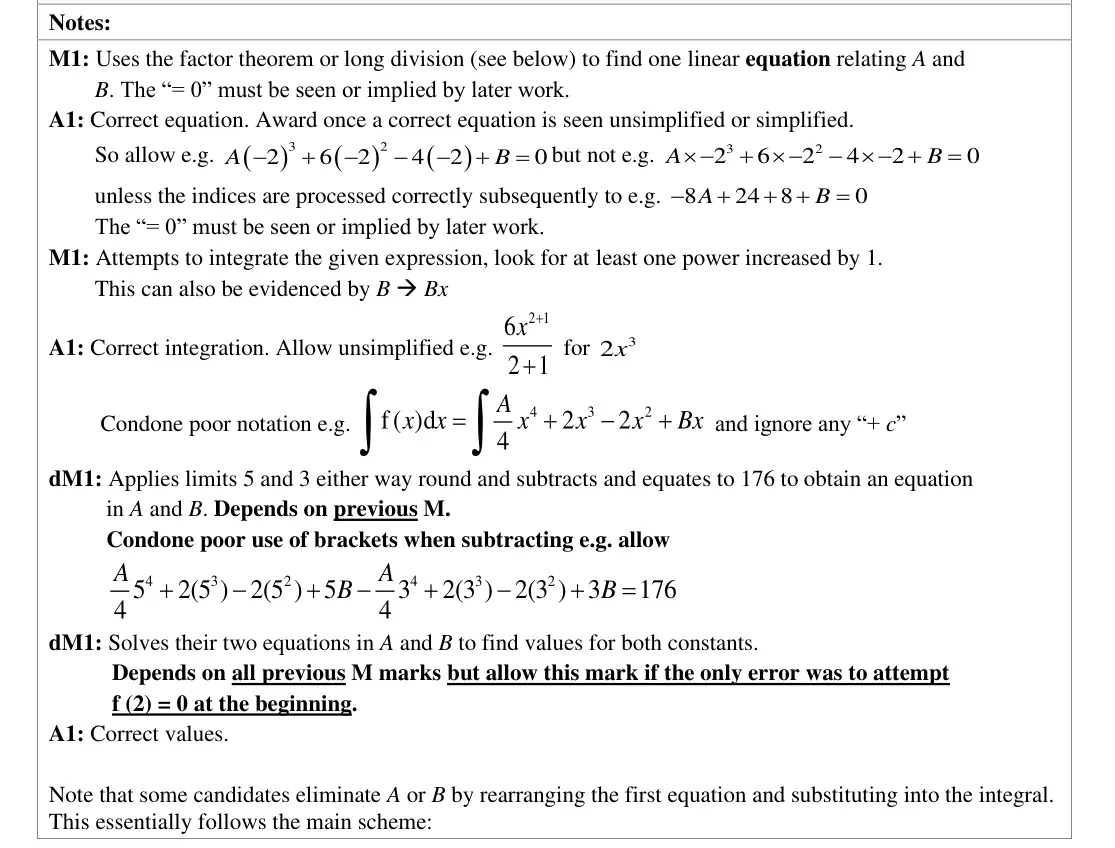 Notes:
M1: Uses the factor theorem or long division (see below) to find one linear equation relating A and
B. The “= 0” must be seen or implied by later work.
A1: Correct equation. Award once a correct equation is seen unsimplified or simplified.
So allow e.g. A(−2)³ + 6(−2)² − 4(−2) + B = 0 but not e.g. A×−2³ + 6×−2² − 4×−2 + B = 0
unless the indices are processed correctly subsequently to e.g. −8A + 24 + 8 + B = 0
The “= 0” must be seen or implied by later work.
M1: Attempts to integrate the given expression, look for at least one power increased by 1.
This can also be evidenced by B → Bx
A1: Correct integration. Allow unsimplified e.g. 6x²⁺¹/(2+1) for 2x³
Condone poor notation e.g. ∫f(x)dx = ∫A/4 x⁴ + 2x³ − 2x² + Bx and ignore any “+ c”
dM1: Applies limits 5 and 3 either way round and subtracts and equates to 176 to obtain an equation
in A and B. Depends on previous M.
Condone poor use of brackets when subtracting e.g. allow
A/4 5⁴ + 2(5³) − 2(5²) + 5B − A/4 3⁴ + 2(3³) − 2(3²) + 3B = 176
dM1: Solves their two equations in A and B to find values for both constants.
Depends on all previous M marks but allow this mark if the only error was to attempt
f (2) = 0 at the beginning.
A1: Correct values.
Note that some candidates eliminate A or B by rearranging the first equation and substituting into the integral.
This essentially follows the main scheme: